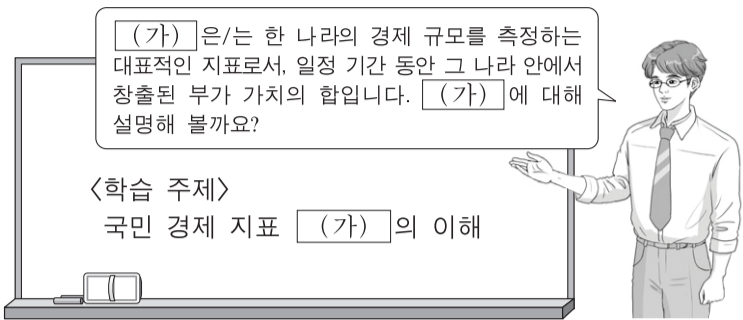 (가) 은/는 한 나라의 경제 규모를 측정하는
대표적인 지표로서, 일정 기간 동안 그 나라 안에서
창출된 부가 가치의 합입니다. (가) 에 대해
설명해 볼까요?
〈학습 주제〉
국민 경제 지표 (가) 의 이해